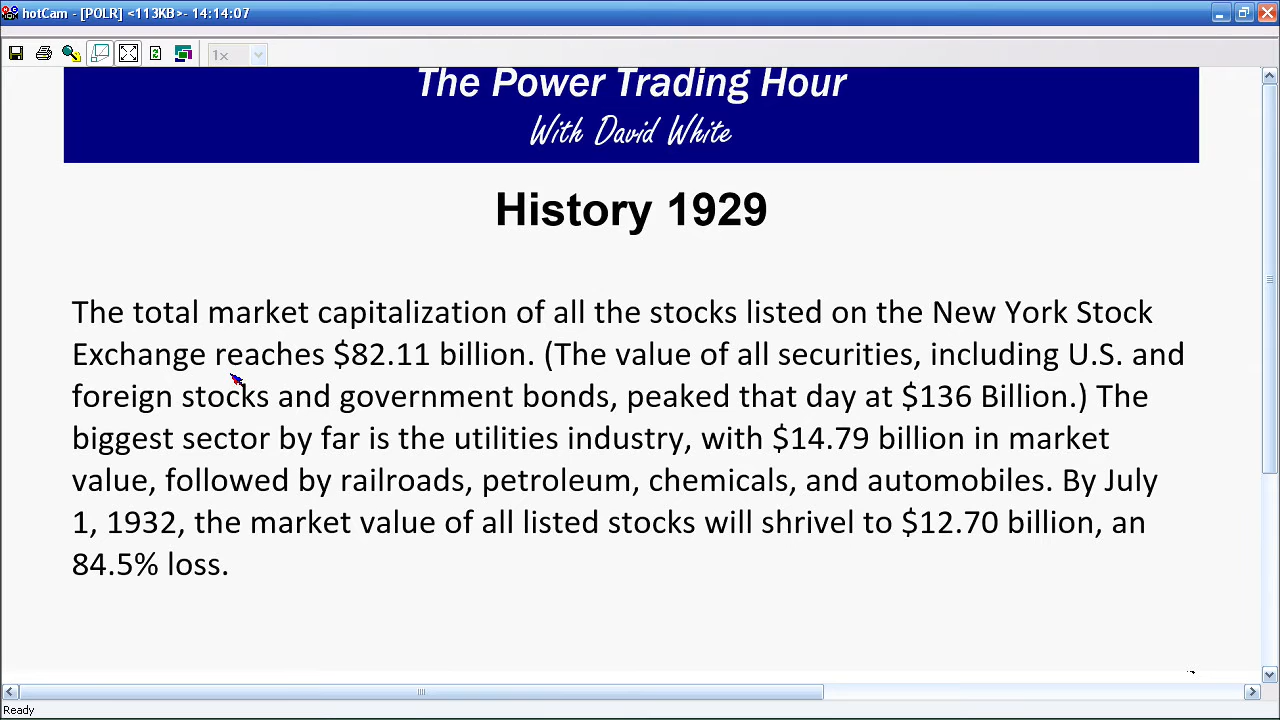 hotCam - [POLR] <113KB>- 14:14:07
1x
The Power Trading Hour
With David White
History 1929
The total market capitalization of all the stocks listed on the New York Stock
Exchange reaches $82.11 billion. (The value of all securities, including U.S. and
foreign stocks and government bonds, peaked that day at $136 Billion.) The
biggest sector by far is the utilities industry, with $14.79 billion in market
value, followed by railroads, petroleum, chemicals, and automobiles. By July
1, 1932, the market value of all listed stocks will shrivel to $12.70 billion, an
84.5% loss.
Ready